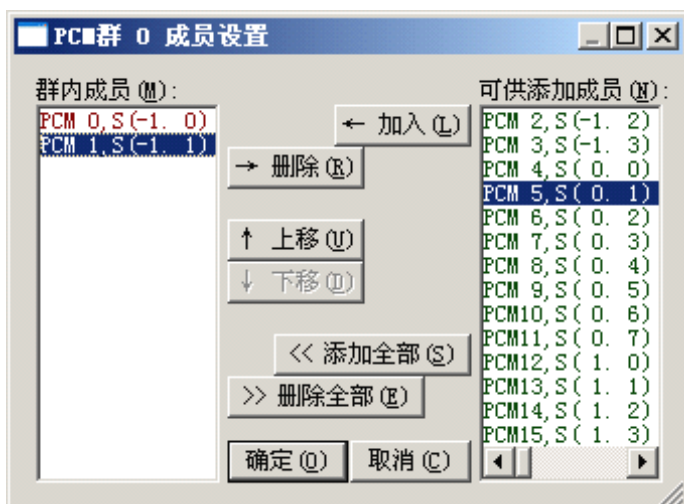 PCM群 0 成员设置
群内成员(M):
PCM 0,S(-1. 0)
PCM 1,S(-1. 1)
← 加入(L)
→ 删除(R)
↑ 上移(U)
↓ 下移(D)
<< 添加全部(S)
>> 删除全部(E)
确定(O)
取消(C)
可供添加成员(N):
PCM 2,S(-1. 2)
PCM 3,S(-1. 3)
PCM 4,S( 0. 0)
PCM 5,S( 0. 1)
PCM 6,S( 0. 2)
PCM 7,S( 0. 3)
PCM 8,S( 0. 4)
PCM 9,S( 0. 5)
PCM10,S( 0. 6)
PCM11,S( 0. 7)
PCM12,S( 1. 0)
PCM13,S( 1. 1)
PCM14,S( 1. 2)
PCM15,S( 1. 3)